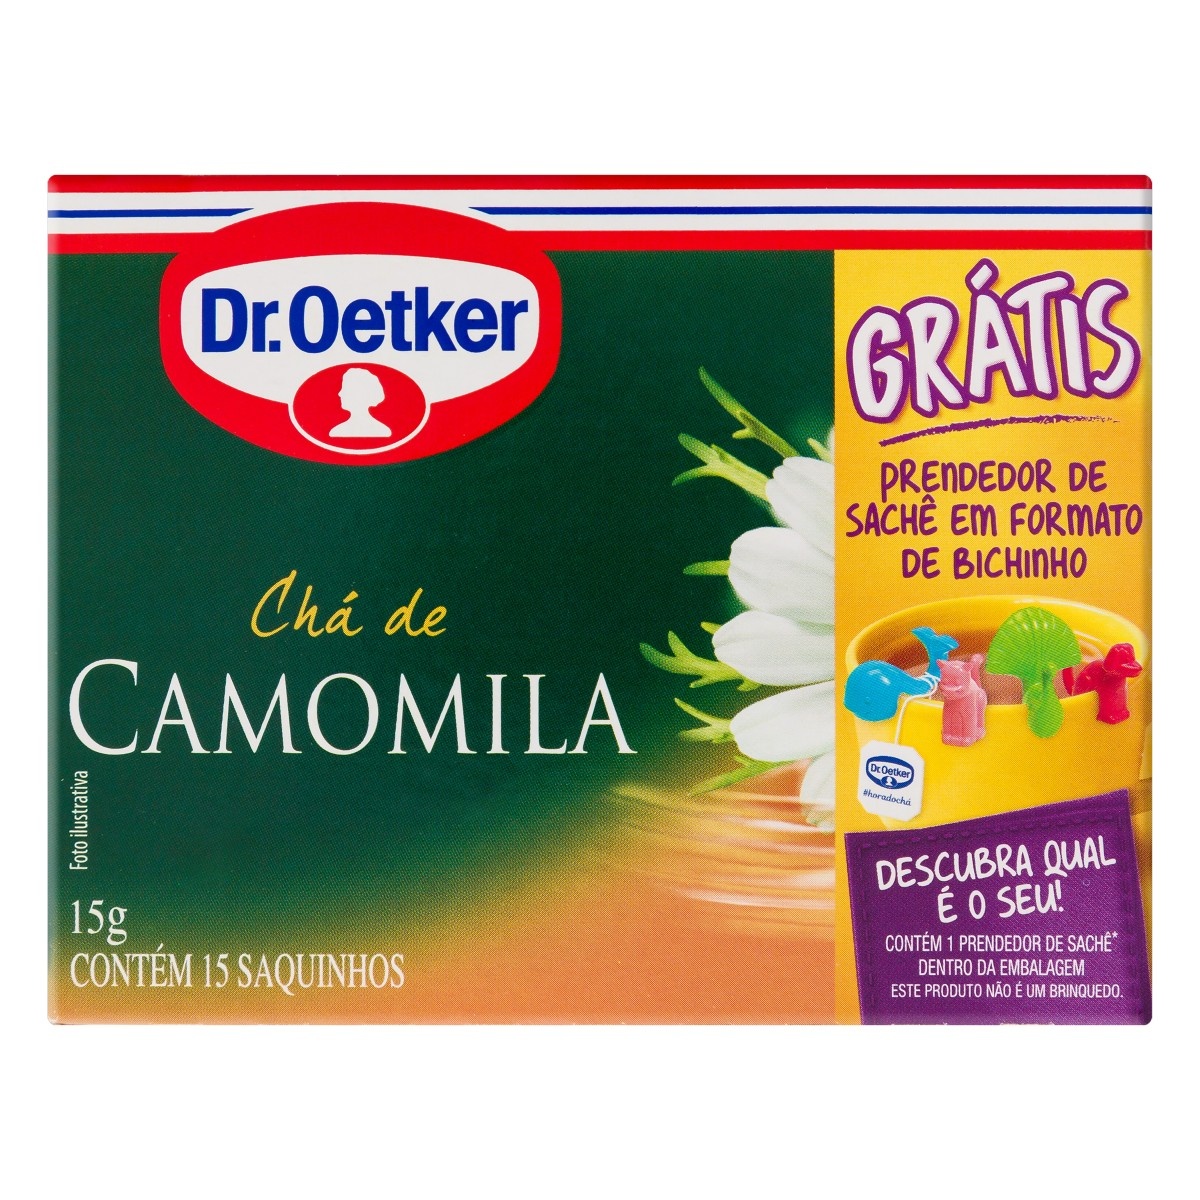 Dr.Oetker
Chá de
CAMOMILA
Foto ilustrativa
15g
CONTÉM 15 SAQUINHOS
GRÁTIS
PRENDEDOR DE
SACHÊ EM FORMATO
DE BICHINHO
Dr.Oetker
#horadochá
DESCUBRA QUAL
É O SEU!
CONTÉM 1 PRENDEDOR DE SACHÊ*
DENTRO DA EMBALAGEM
ESTE PRODUTO NÃO É UM BRINQUEDO.